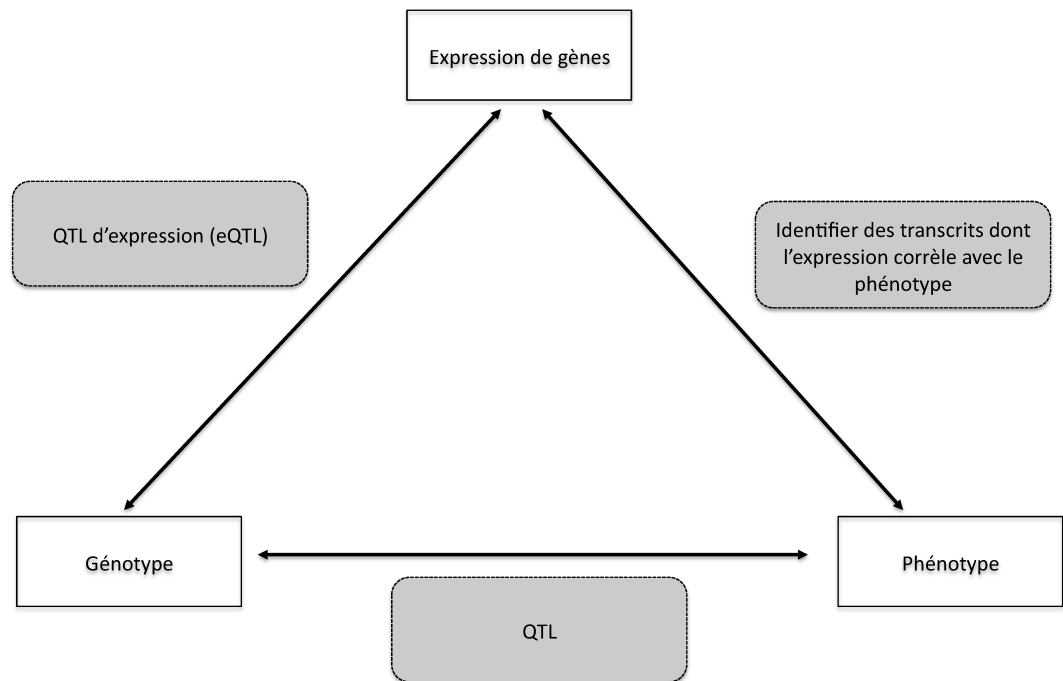 Expression de gènes
QTL d'expression (eQTL)
Identifier des transcrits dont
l'expression corrèle avec le
phénotype
Génotype
Phénotype
QTL